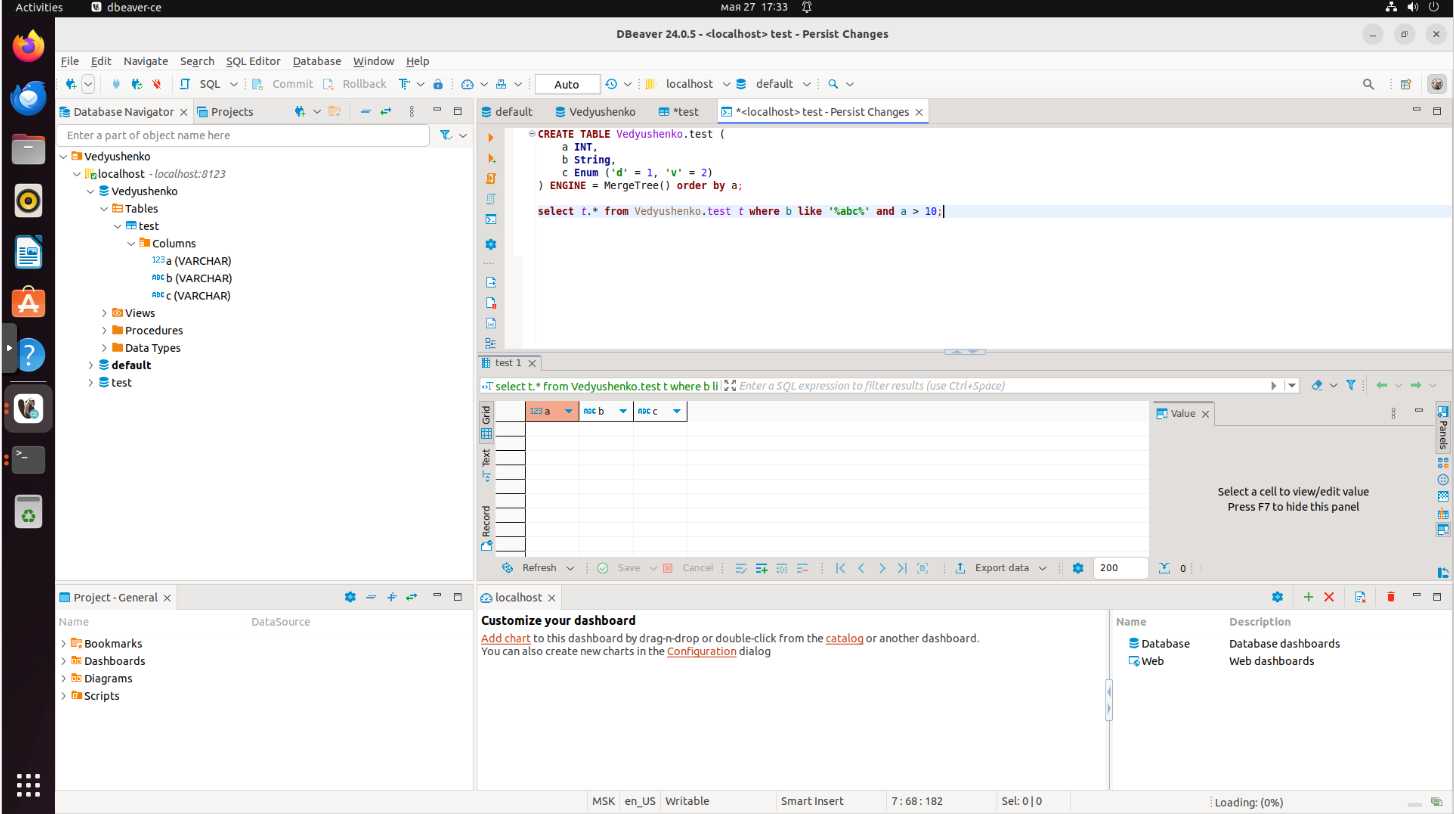 Activities dbeaver-ce мая 27 17:33
DBeaver 24.0.5 - <localhost> test - Persist Changes
File Edit Navigate Search SQL Editor Database Window Help
SQL Commit Rollback Auto localhost default
Database Navigator Projects
Enter a part of object name here
Vedyushenko
localhost - localhost:8123
Vedyushenko
Tables
test
Columns
123 a (VARCHAR)
ABC b (VARCHAR)
ABC c (VARCHAR)
Views
Procedures
Data Types
default
test
default Vedyushenko *test *<localhost> test - Persist Changes
CREATE TABLE Vedyushenko.test (
a INT,
b String,
c Enum ('d' = 1, 'v' = 2)
) ENGINE = MergeTree() order by a;
select t.* from Vedyushenko.test t where b like '%abc%' and a > 10;
test 1
select t.* from Vedyushenko.test t where b li Enter a SQL expression to filter results (use Ctrl+Space)
Grid
Text
Record
123 a ABC b ABC c
Value
Select a cell to view/edit value
Press F7 to hide this panel
Panels
Refresh Save Cancel Export data 200 0
Project - General
Name DataSource
Bookmarks
Dashboards
Diagrams
Scripts
localhost
Customize your dashboard
Add chart to this dashboard by drag-n-drop or double-click from the catalog or another dashboard.
You can also create new charts in the Configuration dialog
Name Description
Database Database dashboards
Web Web dashboards
MSK en_US Writable Smart Insert 7 : 68 : 182 Sel: 0 | 0 Loading: (0%)